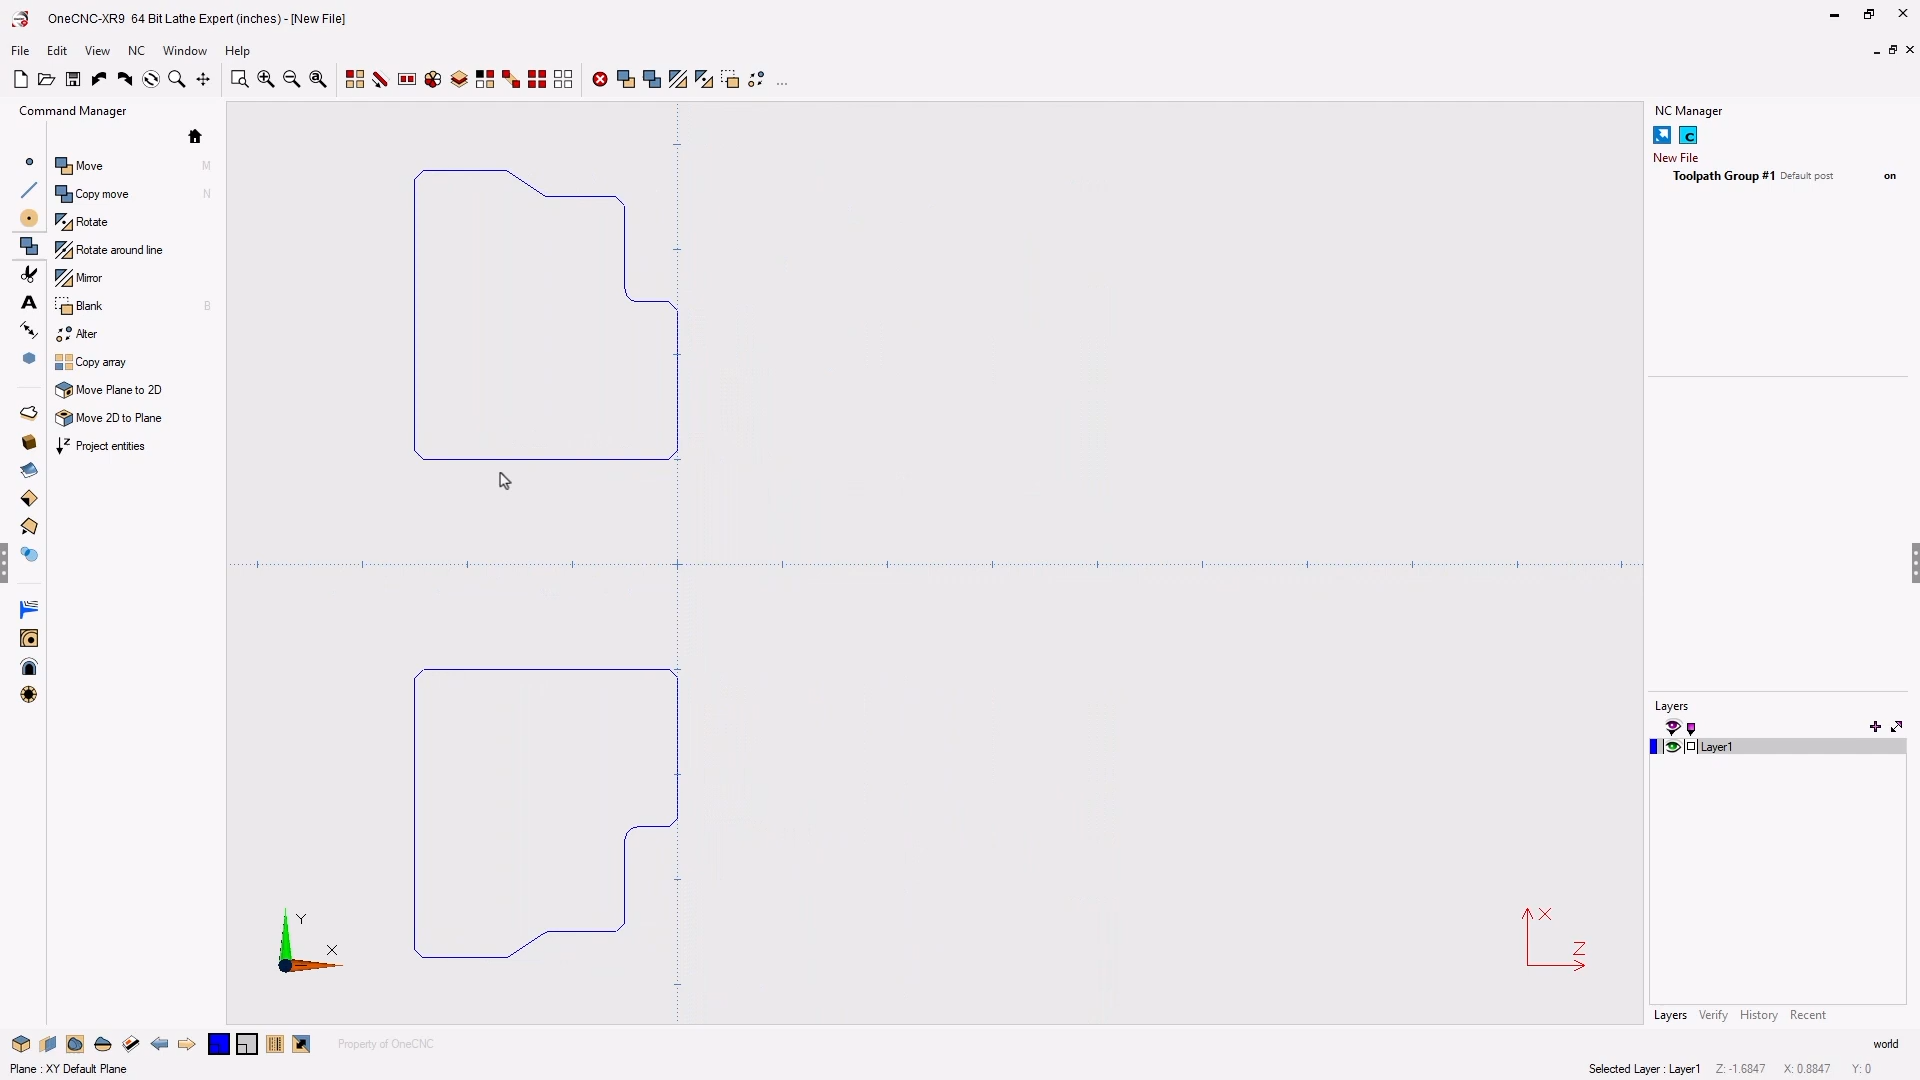 OneCNC-XR9 64 Bit Lathe Expert (inches) - [New File]
File Edit View NC Window Help
...
Command Manager
Move M
Copy move N
Rotate
Rotate around line
Mirror
Blank B
Alter
Copy array
Move Plane to 2D
Move 2D to Plane
Project entities
A
Y
X
X
Z
NC Manager
C
New File
Toolpath Group #1 Default post on
Layers
Layer1
Layers Verify History Recent
Property of OneCNC
world
Plane : XY Default Plane
Selected Layer : Layer1 Z: -1.6847 X: 0.8847 Y: 0